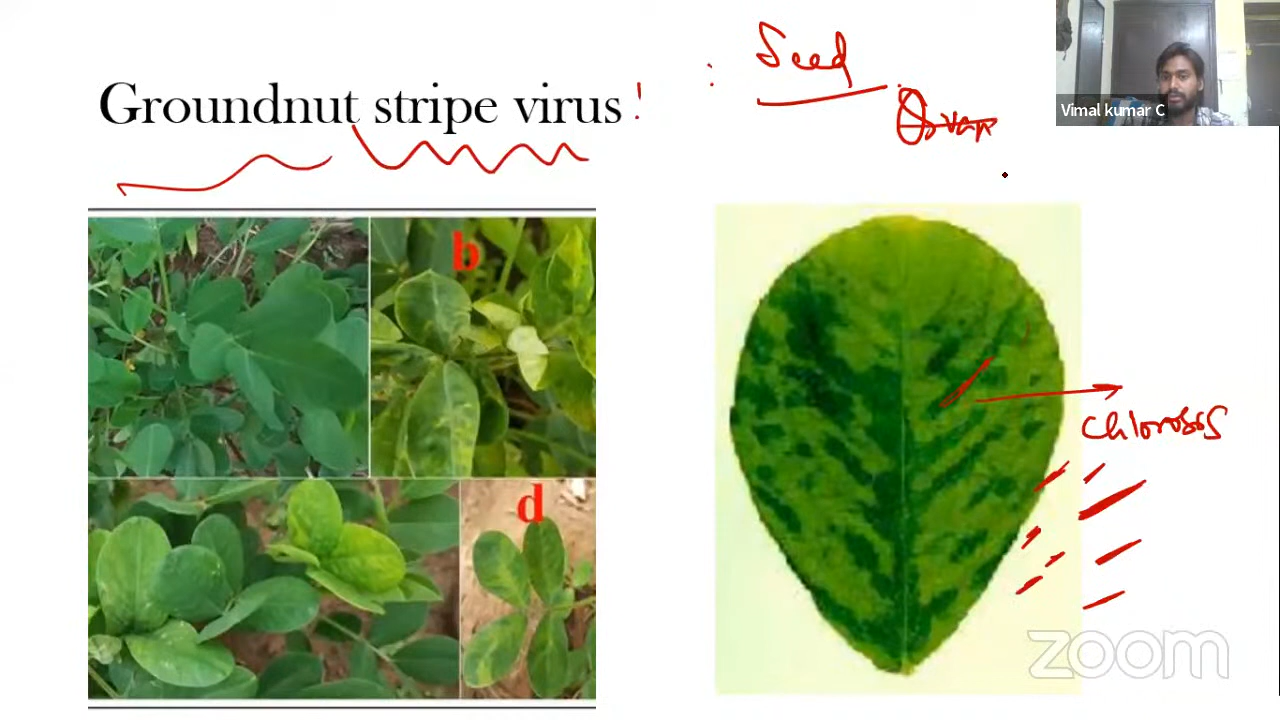 Seed
Groundnut stripe virus!
Vimal kumar C
b
chlorosis
d
zoom